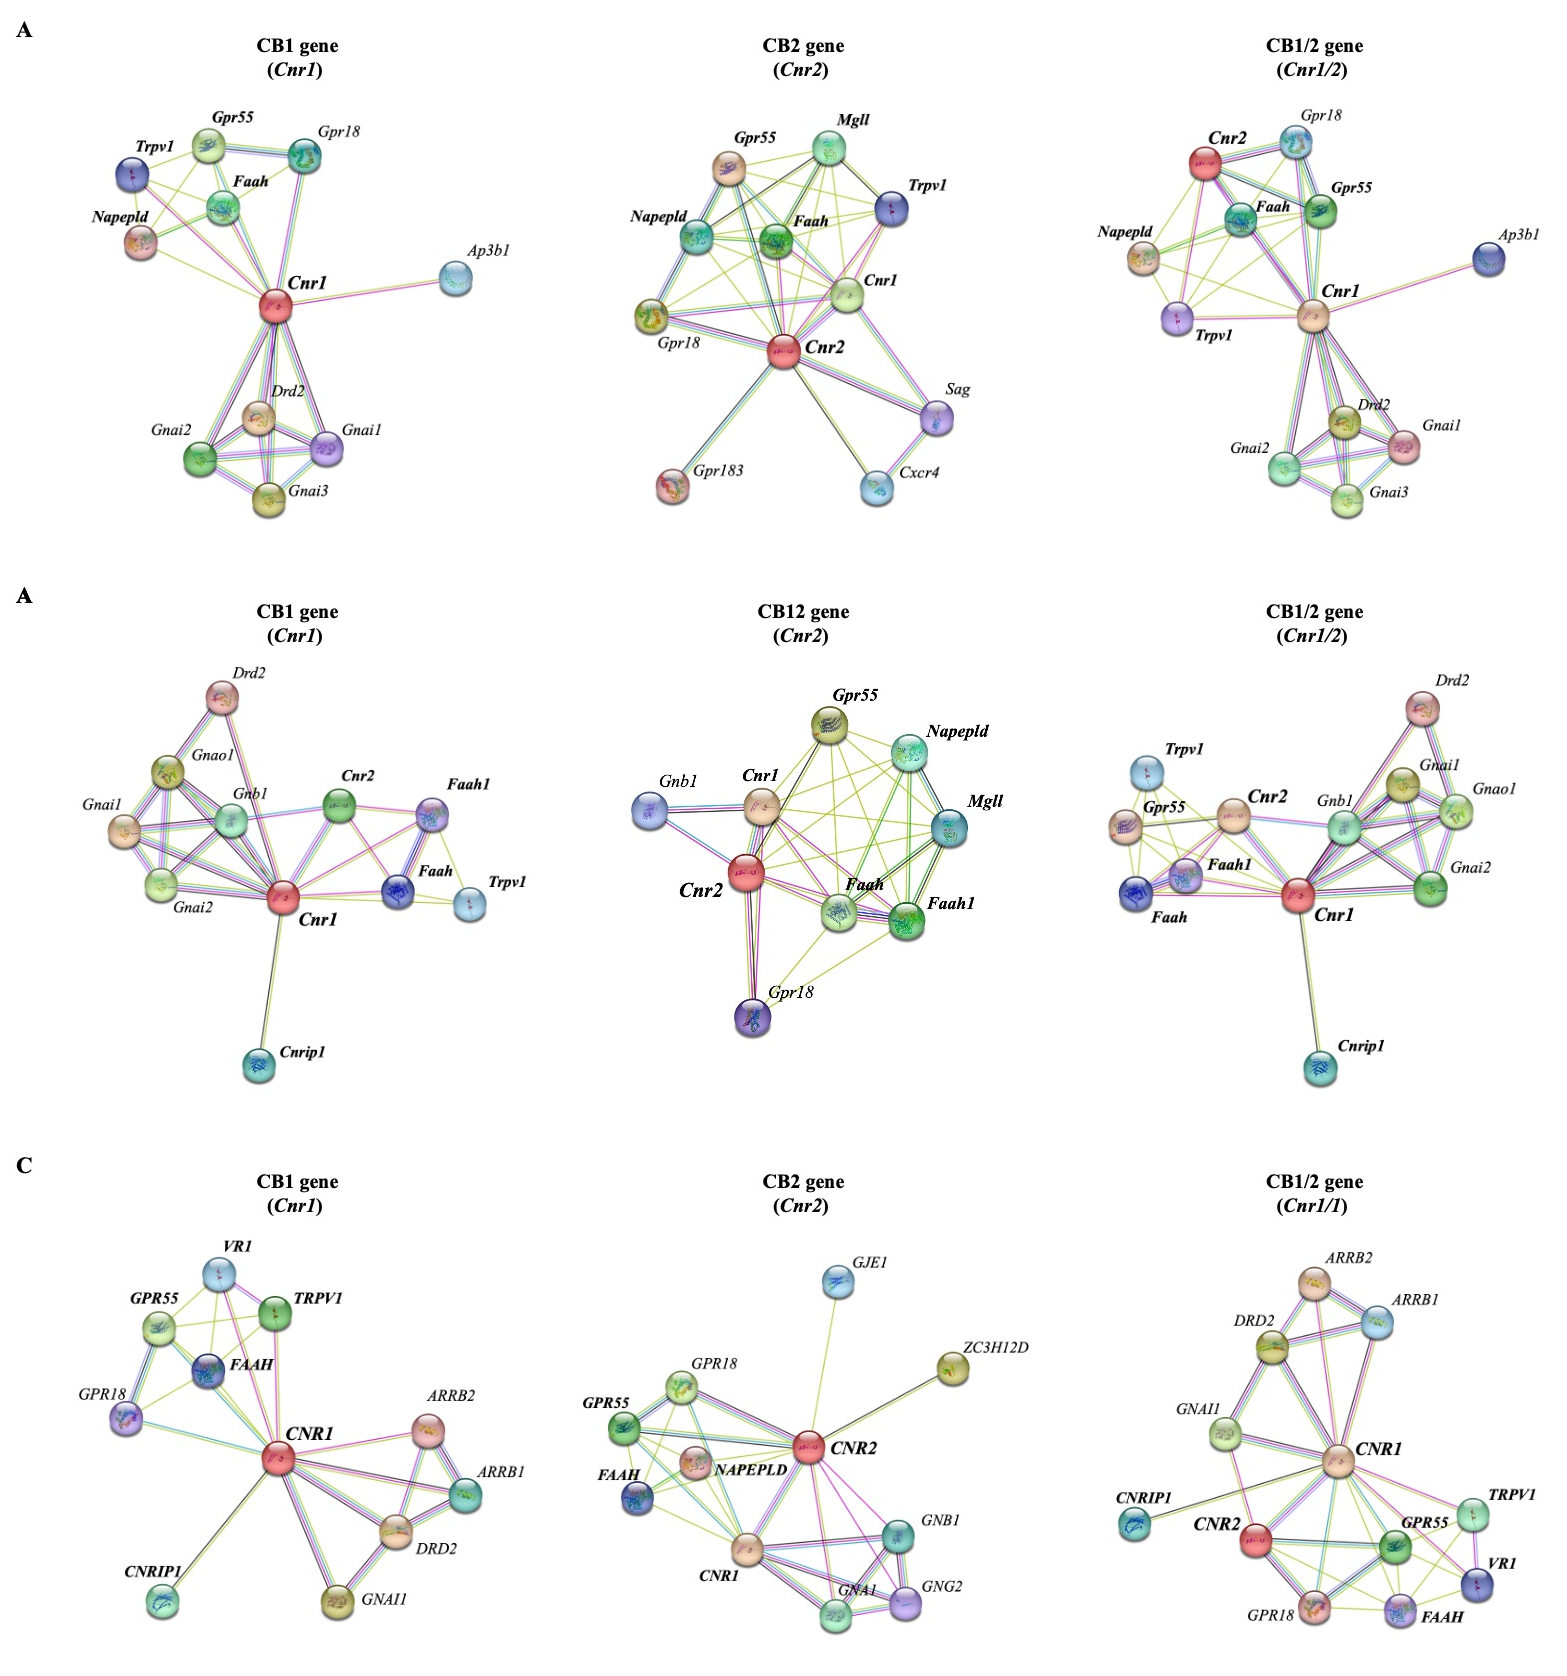 A
CB1 gene
(Cnr1)
CB2 gene
(Cnr2)
CB1/2 gene
(Cnr1/2)
Gpr55
Gpr18
Trpv1
Faah
Napepld
Ap3b1
Cnr1
Drd2
Gnai2
Gnai1
Gnai3
Mgll
Gpr55
Trpv1
Napepld
Faah
Cnr1
Gpr18
Cnr2
Sag
Gpr183
Cxcr4
Gpr18
Cnr2
Gpr55
Faah
Napepld
Ap3b1
Cnr1
Trpv1
Drd2
Gnai1
Gnai2
Gnai3
A
CB1 gene
(Cnr1)
CB12 gene
(Cnr2)
CB1/2 gene
(Cnr1/2)
Drd2
Gnao1
Cnr2
Faah1
Gnai1
Gnb1
Faah
Trpv1
Gnai2
Cnr1
Cnrip1
Gpr55
Napepld
Gnb1
Cnr1
Mgll
Cnr2
Faah
Faah1
Gpr18
Drd2
Trpv1
Gnai1
Gnao1
Cnr2
Gpr55
Gnb1
Faah1
Gnai2
Faah
Cnr1
Cnrip1
C
CB1 gene
(Cnr1)
CB2 gene
(Cnr2)
CB1/2 gene
(Cnr1/1)
VR1
GPR55
TRPV1
FAAH
GPR18
ARRB2
CNR1
ARRB1
DRD2
CNRIP1
GNAI1
GJE1
ZC3H12D
GPR18
GPR55
CNR2
FAAH
NAPEPLD
GNB1
CNR1
GNA1
GNG2
ARRB2
ARRB1
DRD2
GNAI1
CNR1
CNRIP1
TRPV1
CNR2
GPR55
VR1
GPR18
FAAH